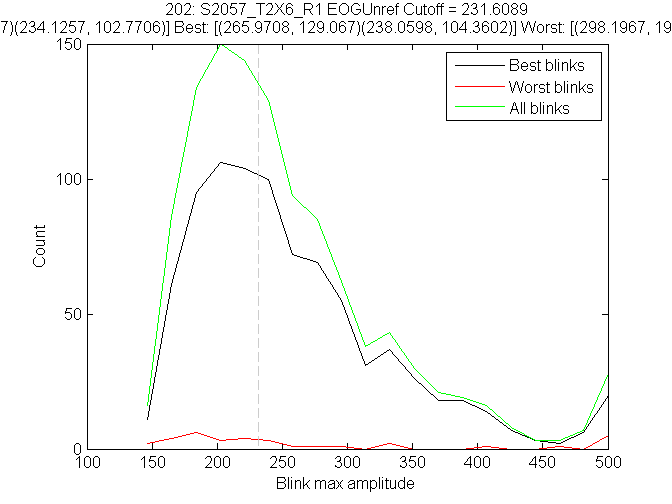 202: S2057_T2X6_R1 EOGUnref Cutoff = 231.6089
7)(234.1257, 102.7706)] Best: [(265.9708, 129.067)(238.0598, 104.3602)] Worst: [(298.1967, 19
150
100
50
0
Count
Best blinks
Worst blinks
All blinks
100 150 200 250 300 350 400 450 500
Blink max amplitude